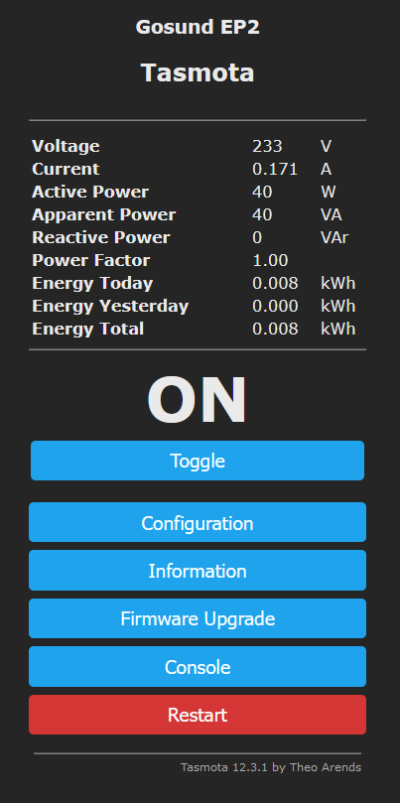 Gosund EP2
Tasmota
Voltage 233 V
Current 0.171 A
Active Power 40 W
Apparent Power 40 VA
Reactive Power 0 VAr
Power Factor 1.00
Energy Today 0.008 kWh
Energy Yesterday 0.000 kWh
Energy Total 0.008 kWh
ON
Toggle
Configuration
Information
Firmware Upgrade
Console
Restart
Tasmota 12.3.1 by Theo Arends